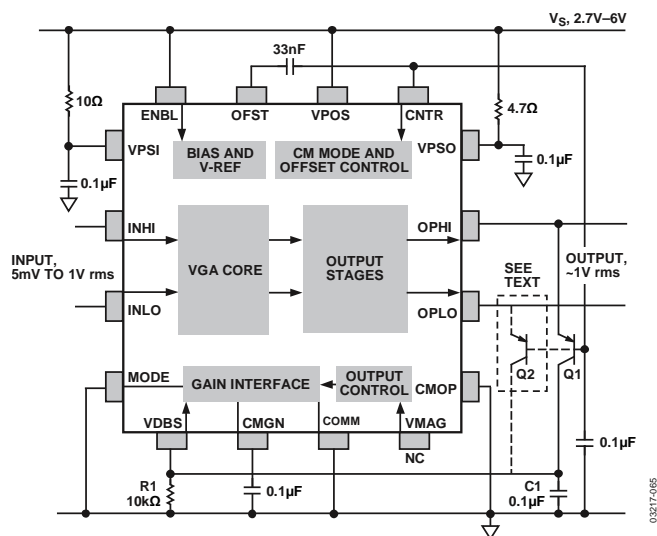 V_S, 2.7V–6V
33nF
10Ω
4.7Ω
ENBL
OFST
VPOS
CNTR
VPSI
BIAS AND
V-REF
CM MODE AND
OFFSET CONTROL
VPSO
0.1µF
0.1µF
INHI
OPHI
INPUT,
5mV TO 1V rms
VGA CORE
OUTPUT
STAGES
SEE
TEXT
OUTPUT,
~1V rms
INLO
OPLO
MODE
GAIN INTERFACE
OUTPUT
CONTROL
CMOP
Q2
Q1
VDBS
CMGN
COMM
VMAG
NC
0.1µF
R1
10kΩ
0.1µF
C1
0.1µF
03217-065